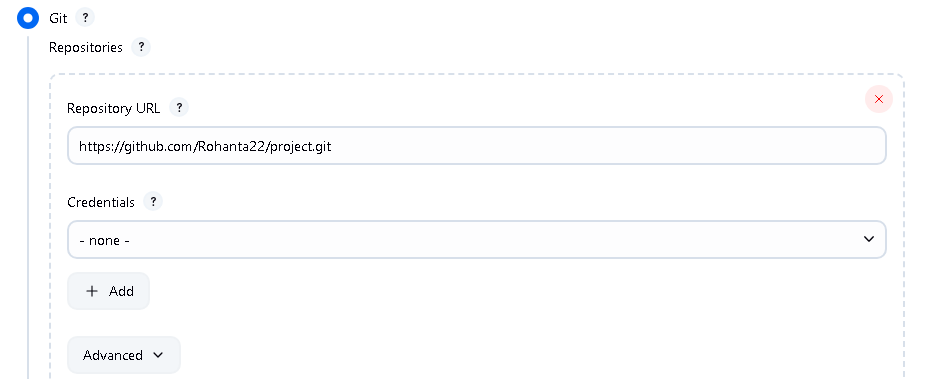 Git ?
Repositories ?
Repository URL ?
https://github.com/Rohanta22/project.git
Credentials ?
- none -
+ Add
Advanced